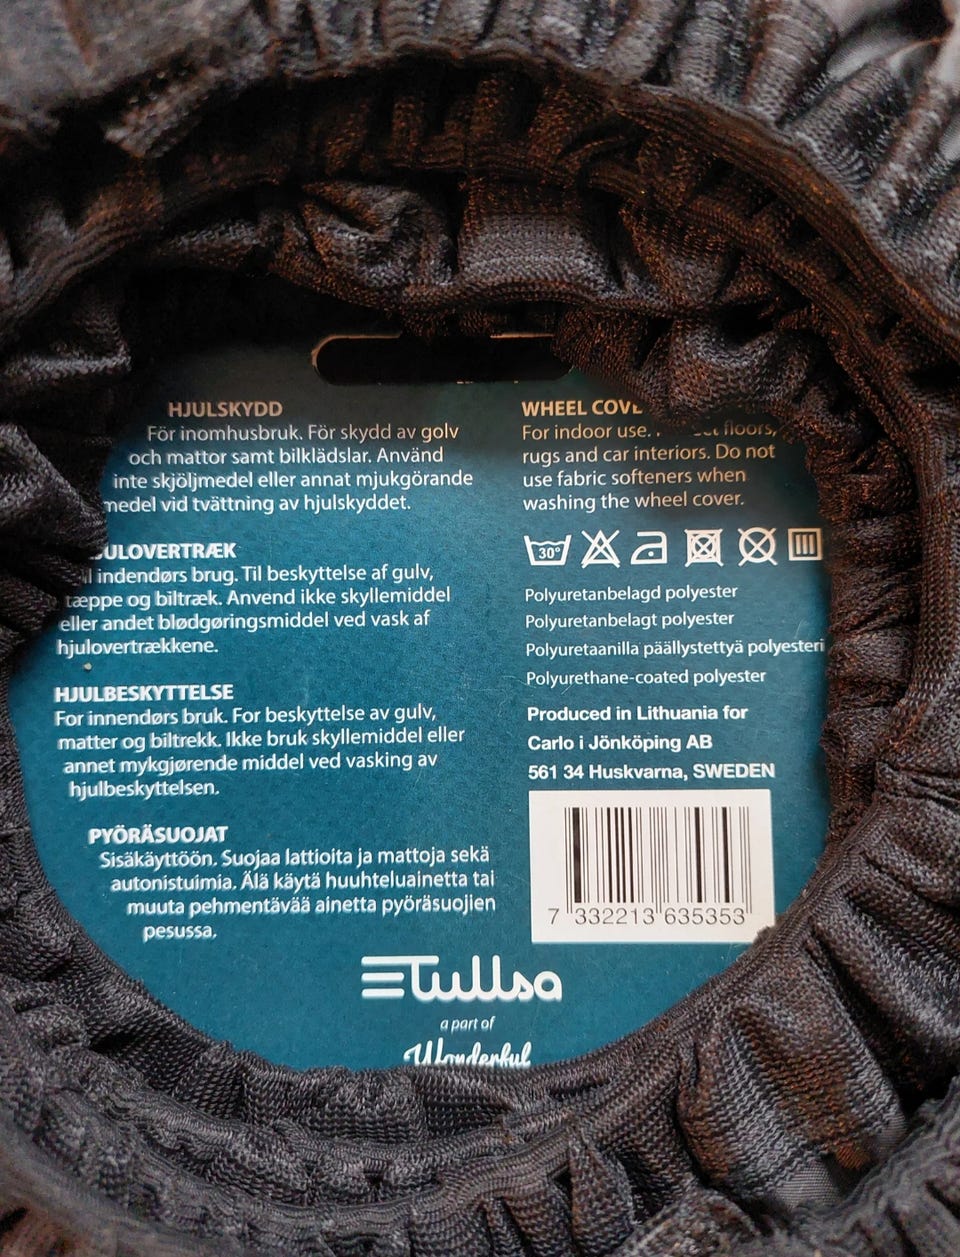 HJULSKYDD
För inomhusbruk. För skydd av golv
och mattor samt bilklädslar. Använd
inte skjöljmedel eller annat mjukgörande
medel vid tvättning av hjulskyddet.
indendørs brug. Til beskyttelse af gulv,
tæppe og biltræk. Anvend ikke skyllemiddel
eller andet blødgøringsmiddel ved vask af
hjulovertrækkene.
HJULBESKYTTELSE
For innendørs bruk. For beskyttelse av gulv,
matter og biltrekk. Ikke bruk skyllemiddel eller
annet mykgjørende middel ved vasking av
hjulbeskyttelsen.
PYÖRÄSUOJAT
Sisäkäyttöön. Suojaa lattioita ja mattoja sekä
autonistuimia. Älä käytä huuhteluainetta tai
muuta pehmentävää ainetta pyöräsuojien
pesussa.
WHEEL
For indoor use. floors,
rugs and car interiors. Do not
use fabric softeners when
washing the wheel cover.
30°
Polyuretanbelagd polyester
Polyuretanbelagt polyester
Polyuretaanilla päällystettyä polyesteri
Polyurethane-coated polyester
Produced in Lithuania for
Carlo i Jönköping AB
561 34 Huskvarna, SWEDEN
7 332213 635353
Tullsa
a part of
Wonderful